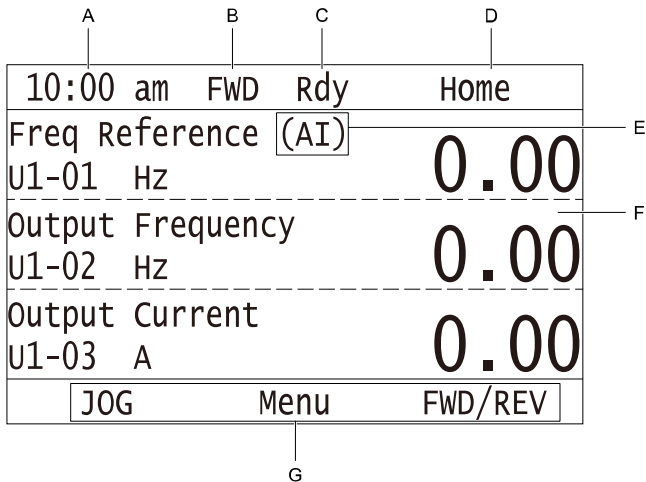 A B C D
10:00 am FWD Rdy Home
Freq Reference (AI) E
U1-01 Hz 0.00
F
Output Frequency
U1-02 Hz 0.00
Output Current
U1-03 A 0.00
JOG Menu FWD/REV
G